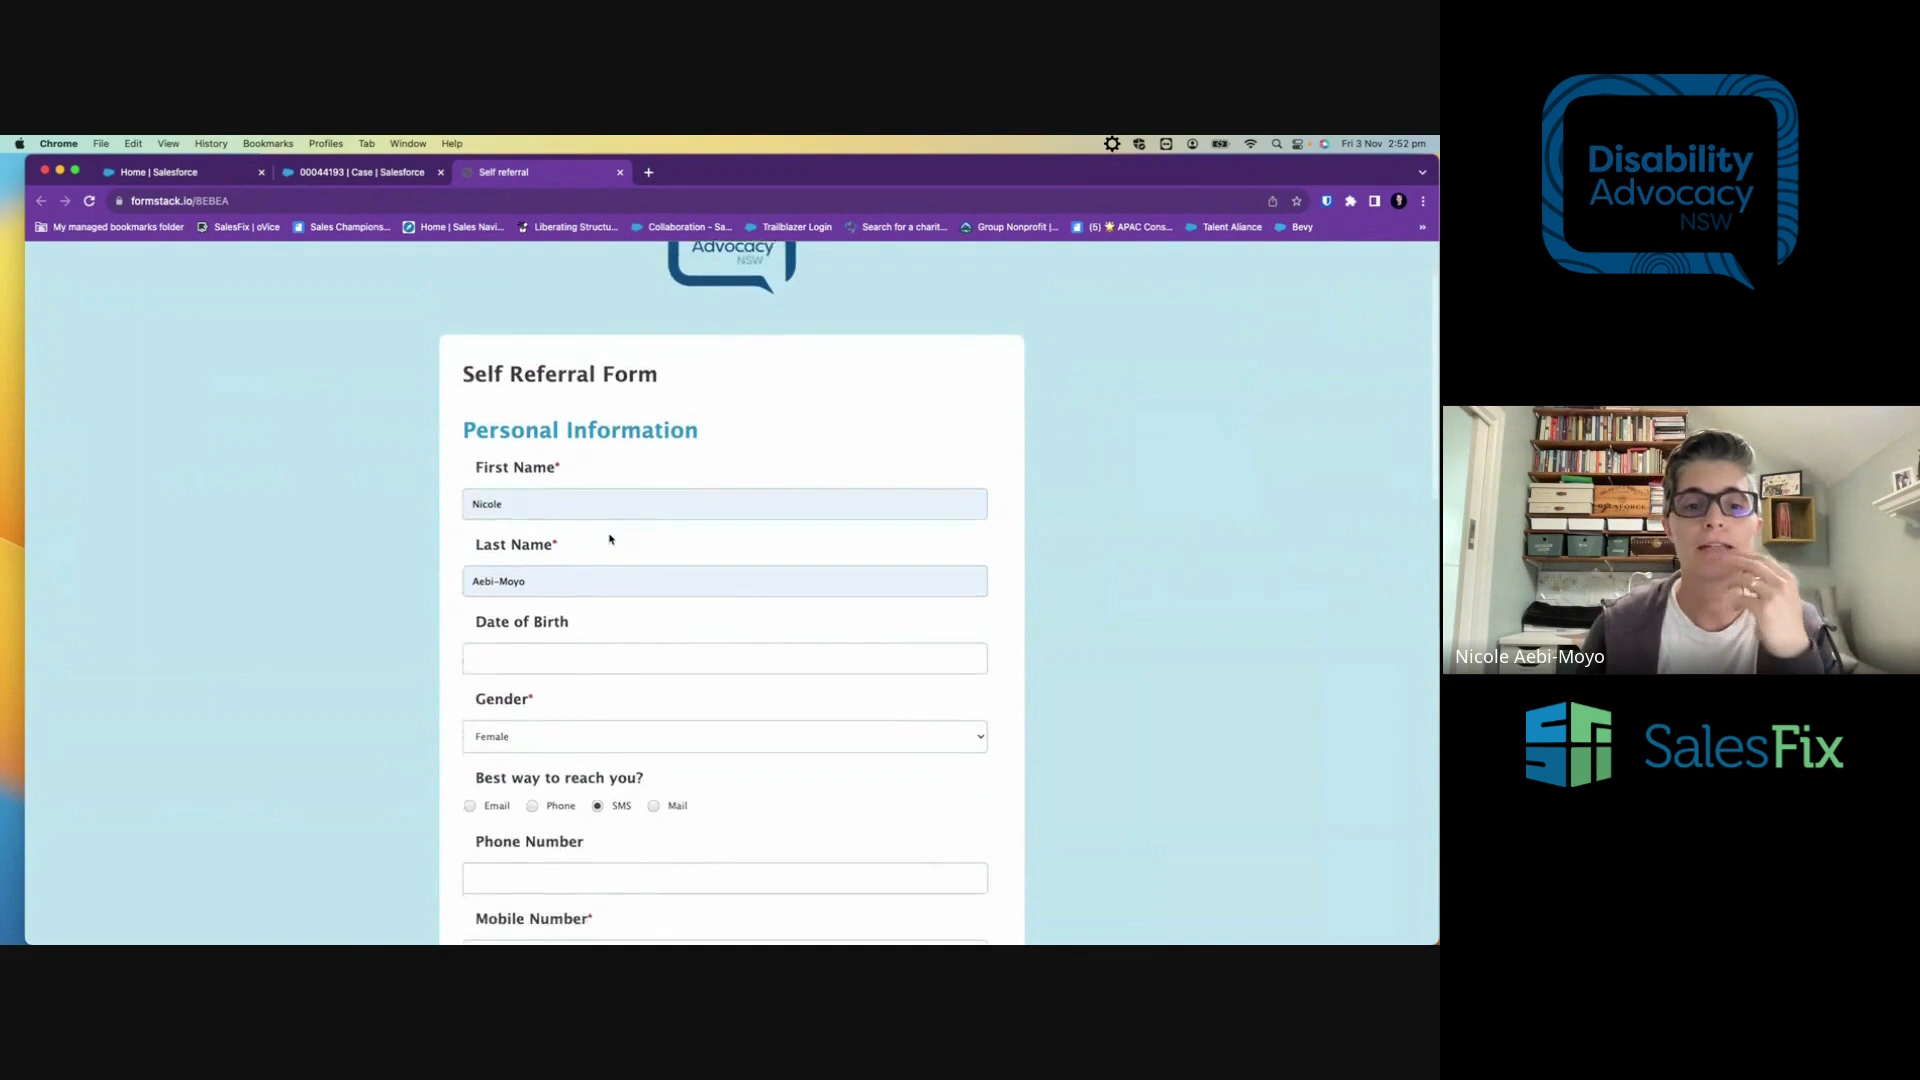 Chrome File Edit View History Bookmarks Profiles Tab Window Help
Fri 3 Nov 2:52 pm
Home | Salesforce
00044193 | Case | Salesforce
Self referral
formstack.io/8EBEA
My managed bookmarks folder
SalesFix | oVice
Sales Champions...
Home | Sales Navi...
Liberating Structu...
Collaboration - Sa...
Trailblazer Login
Search for a charit...
Group Nonprofit |...
(5) ⭐ APAC Cons...
Talent Alliance
Bevy
»
Advocacy
NSW
Self Referral Form
Personal Information
First Name*
Nicole
Last Name*
Aebi-Moyo
Date of Birth
Gender*
Female
Best way to reach you?
Email Phone SMS Mail
Phone Number
Mobile Number*
Disability
Advocacy
NSW
Nicole Aebi-Moyo
SalesFix